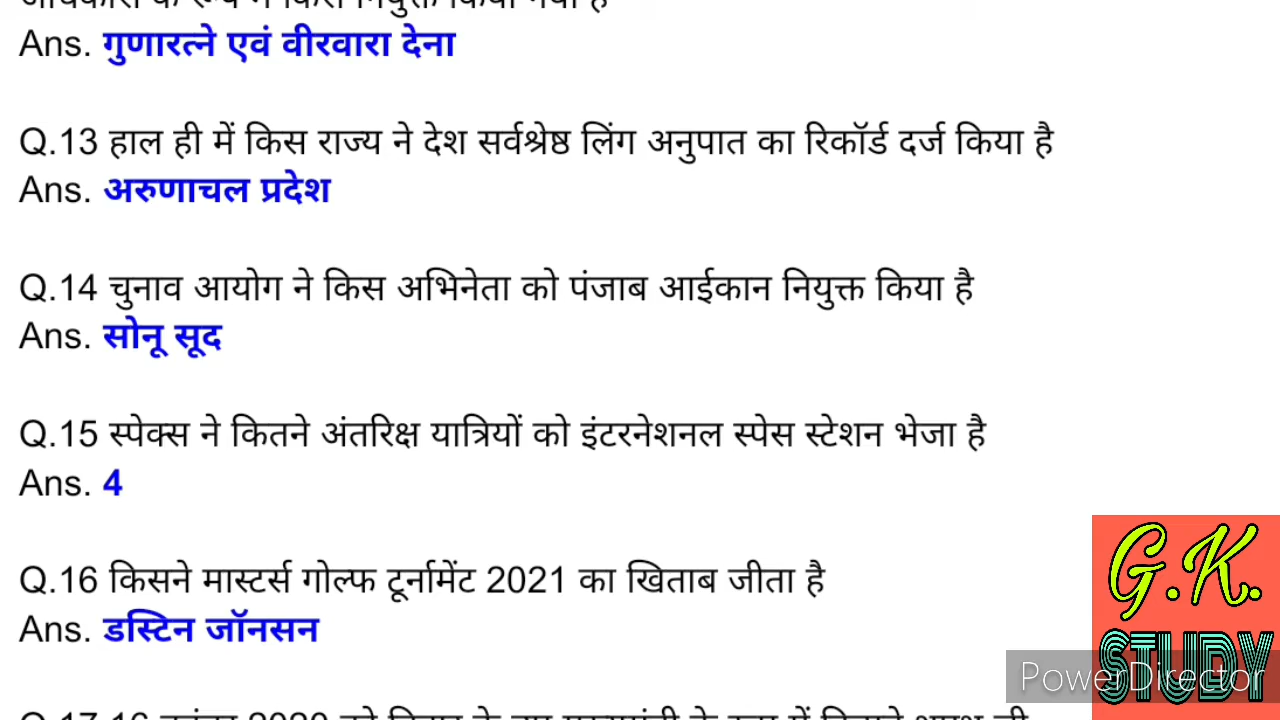 Ans. गुणारत्ने एवं वीरवारा देना
Q.13 हाल ही में किस राज्य ने देश सर्वश्रेष्ठ लिंग अनुपात का रिकॉर्ड दर्ज किया है
Ans. अरुणाचल प्रदेश
Q.14 चुनाव आयोग ने किस अभिनेता को पंजाब आईकान नियुक्त किया है
Ans. सोनू सूद
Q.15 स्पेक्स ने कितने अंतरिक्ष यात्रियों को इंटरनेशनल स्पेस स्टेशन भेजा है
Ans. 4
Q.16 किसने मास्टर्स गोल्फ टूर्नामेंट 2021 का खिताब जीता है
Ans. डस्टिन जॉनसन
G.K.
STUDY
PowerDirector